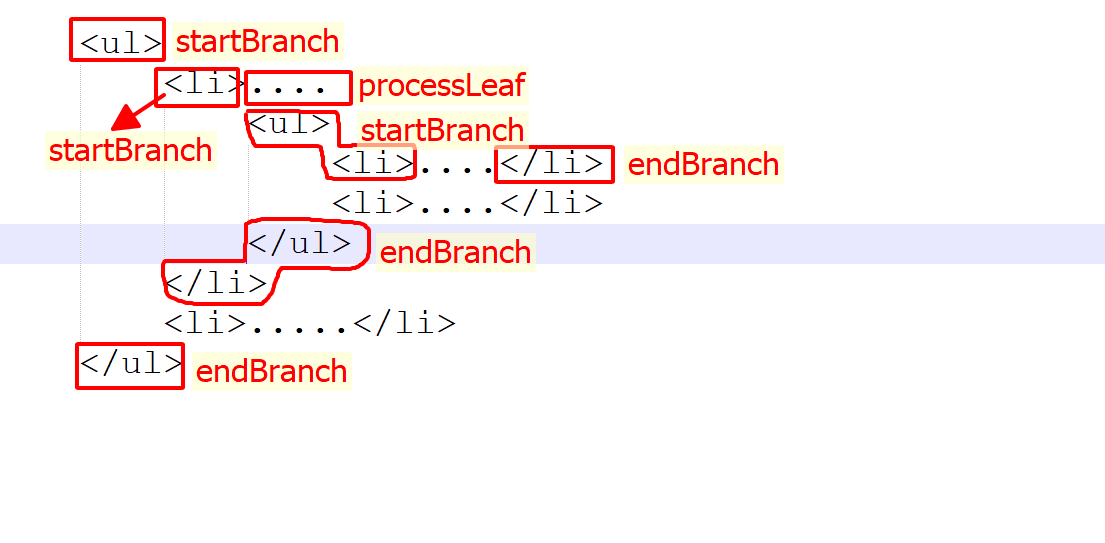 <ul> startBranch
<li>.... processLeaf
<ul> startBranch
startBranch
<li>....</li> endBranch
<li>....</li>
</ul> endBranch
</li>
<li>.....</li>
</ul> endBranch